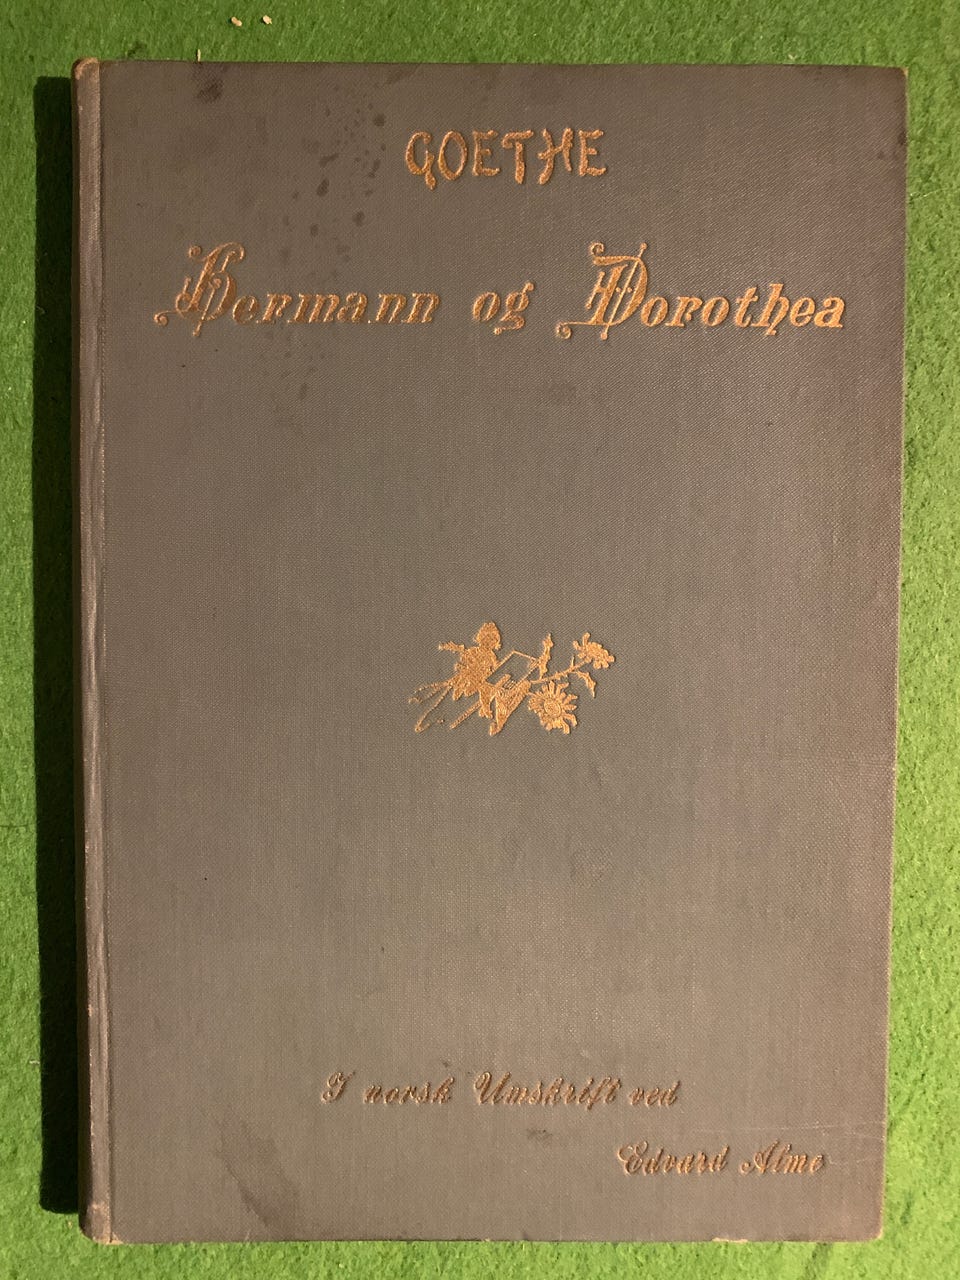 GOETHE
Hermann og Dorothea
I norsk Umskrift ved
Edvard Alme